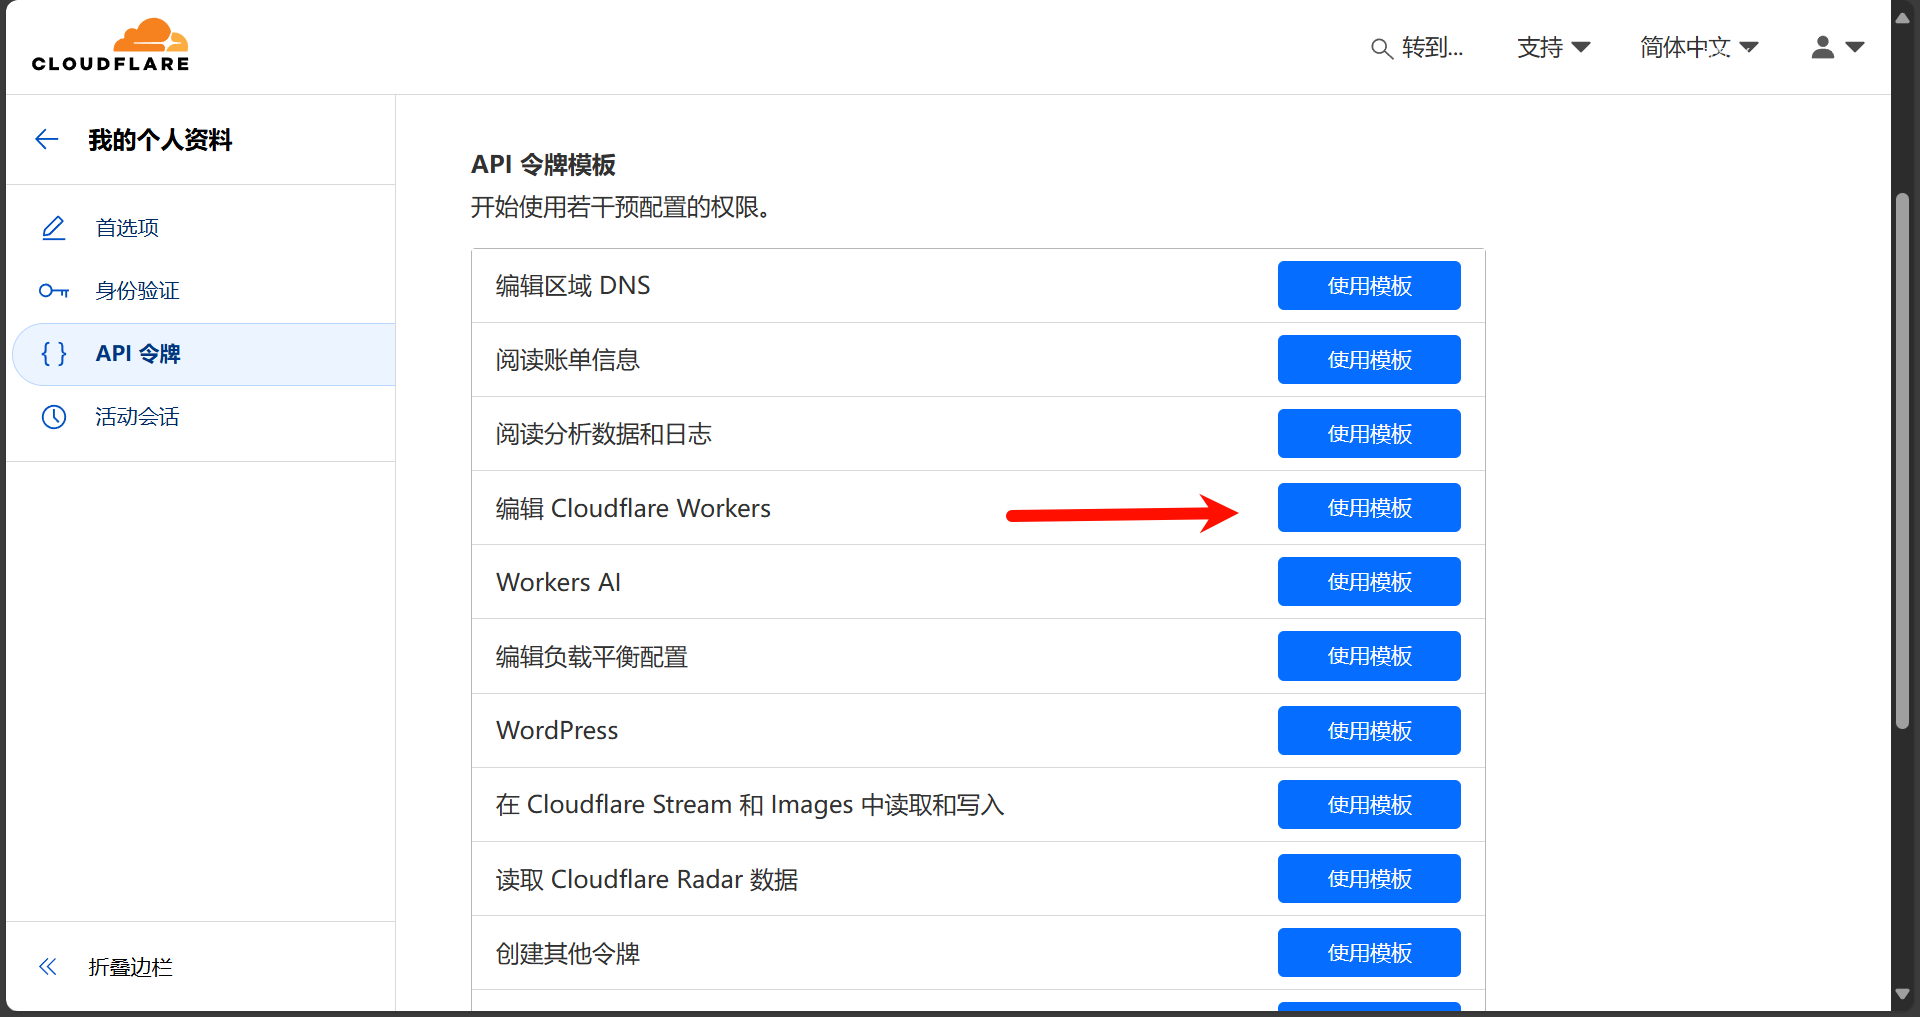 CLOUDFLARE
转到...
支持
简体中文
我的个人资料
首选项
身份验证
API 令牌
活动会话
折叠边栏
API 令牌模板
开始使用若干预配置的权限。
编辑区域 DNS
使用模板
阅读账单信息
使用模板
阅读分析数据和日志
使用模板
编辑 Cloudflare Workers
使用模板
Workers AI
使用模板
编辑负载平衡配置
使用模板
WordPress
使用模板
在 Cloudflare Stream 和 Images 中读取和写入
使用模板
读取 Cloudflare Radar 数据
使用模板
创建其他令牌
使用模板